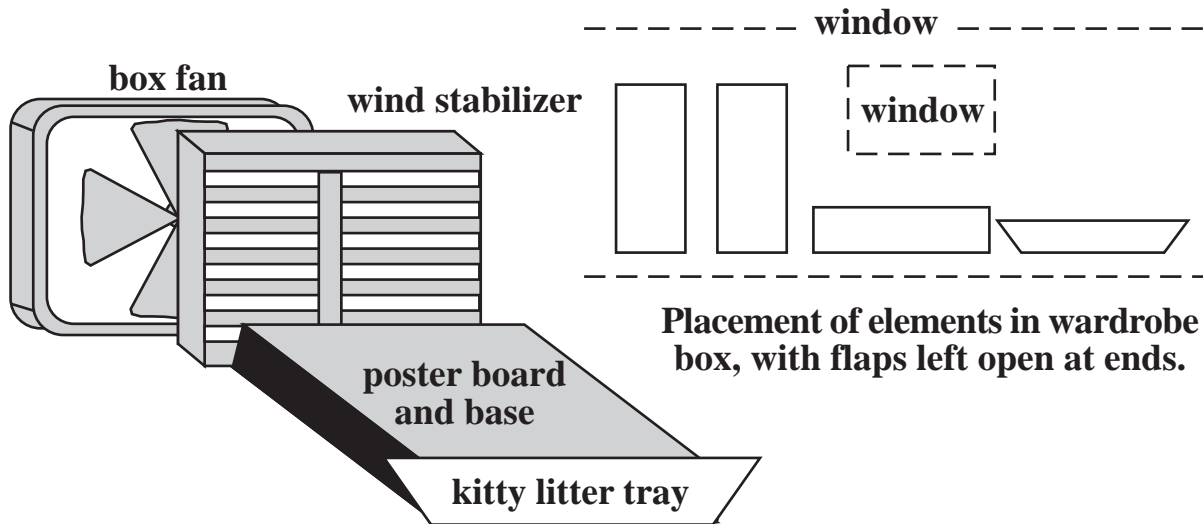 window
box fan
wind stabilizer
window
Placement of elements in wardrobe
box, with flaps left open at ends.
poster board
and base
kitty litter tray